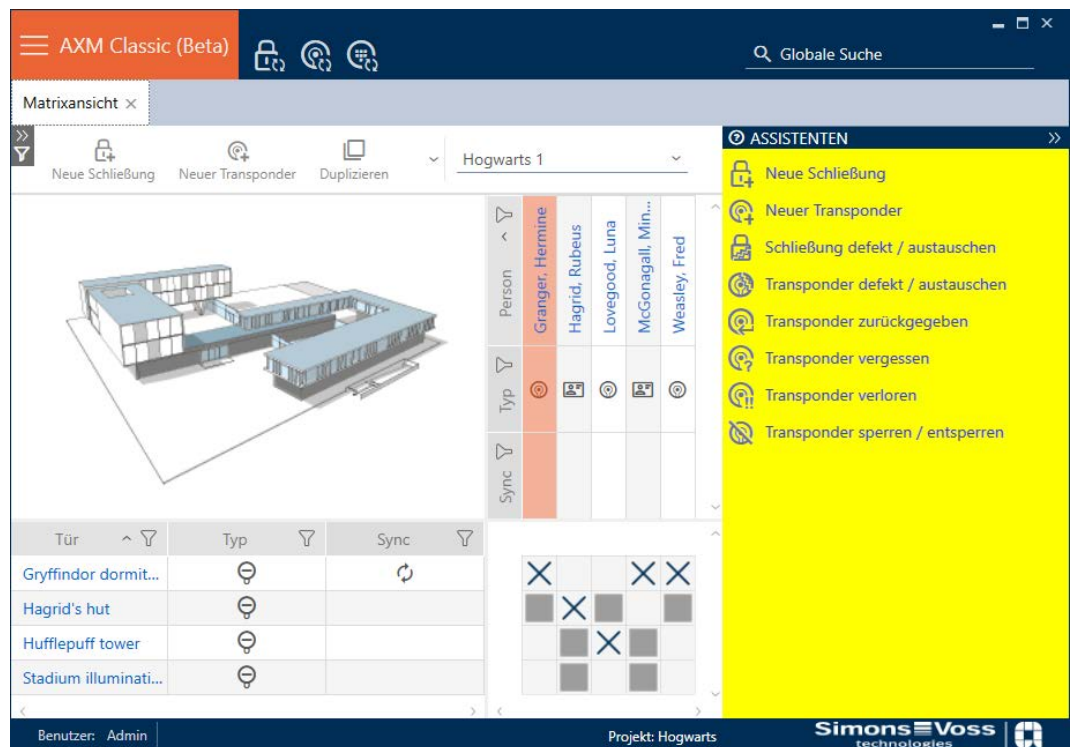 AXM Classic (Beta)
Globale Suche
Matrixansicht
Neue Schließung
Neuer Transponder
Duplizieren
Hogwarts 1
Person
Granger, Hermine
Hagrid, Rubeus
Lovegood, Luna
McGonagall, Min...
Weasley, Fred
Typ
Sync
Tür
Typ
Sync
Gryffindor dormit...
Hagrid's hut
Hufflepuff tower
Stadium illuminati...
ASSISTENTEN
Neue Schließung
Neuer Transponder
Schließung defekt / austauschen
Transponder defekt / austauschen
Transponder zurückgegeben
Transponder vergessen
Transponder verloren
Transponder sperren / entsperren
Benutzer: Admin
Projekt: Hogwarts
Simons Voss
technologies